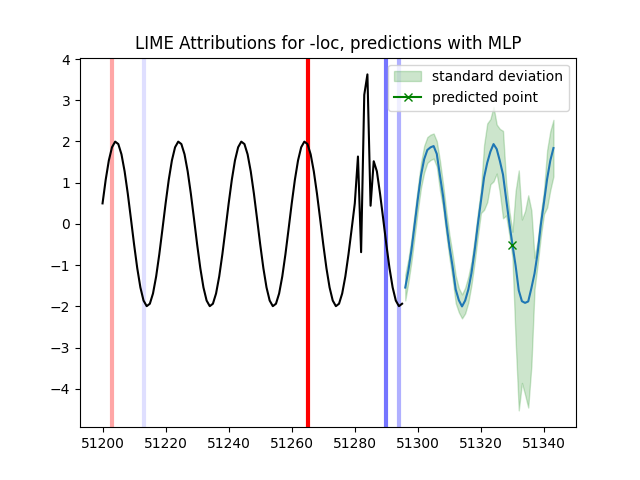 LIME Attributions for -loc, predictions with MLP
standard deviation
predicted point
4
3
2
1
0
−1
−2
−3
−4
51200 51220 51240 51260 51280 51300 51320 51340